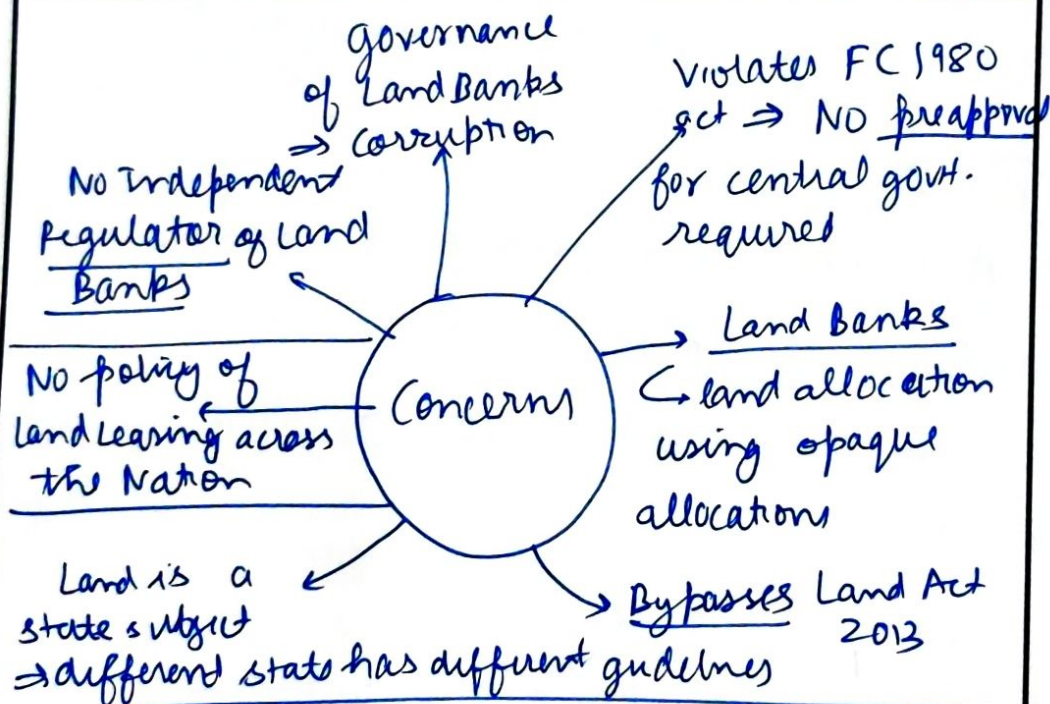 governance
of Land Banks
⇒ corruption
Violates FC 1980
act ⇒ NO preapproval
for central govt.
required
No Independent
Regulator of Land
Banks
Land Banks
↳ land allocation
using opaque
allocations
No policy of
Land Leasing across
the Nation
Concerns
Land is a
state subject
⇒ different stats has different gudelnes
Bypasses Land Act
2013